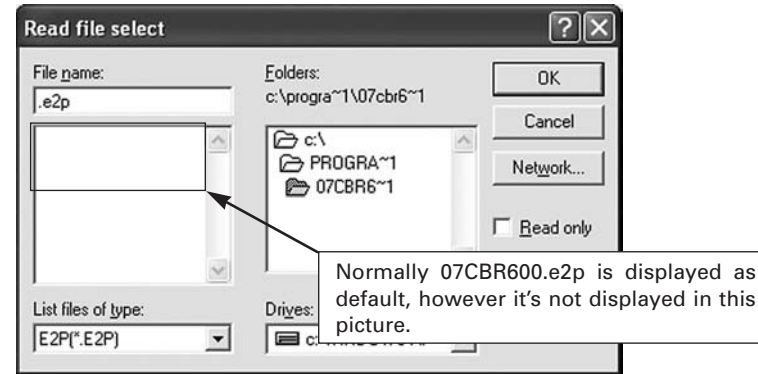 Read file select
File name:
.e2p
Folders:
c:\progra~1\07cbr6~1
OK
Cancel
Network...
c:\
PROGRA~1
07CBR6~1
Read only
Normally 07CBR600.e2p is displayed as
default, however it's not displayed in this
picture.
List files of type:
E2P(*.E2P)
Drives:
c: